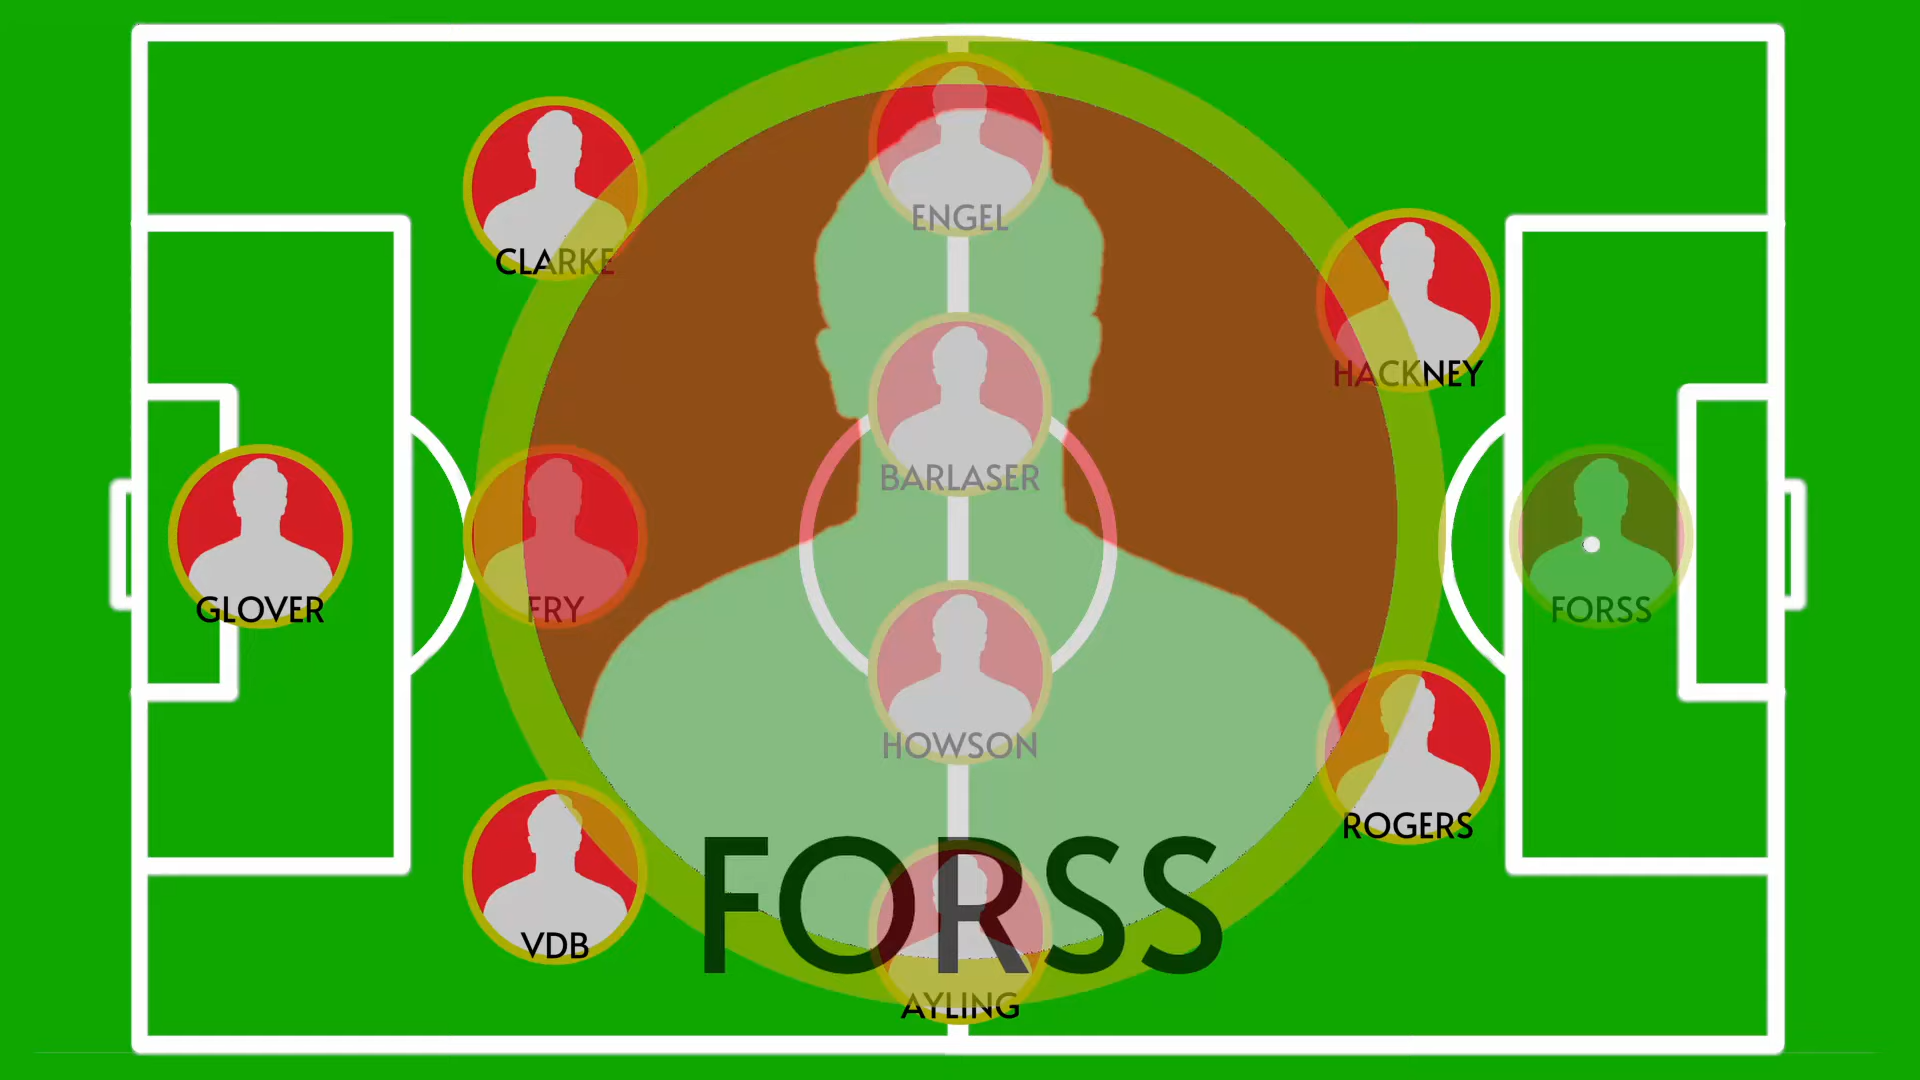 ENGEL
CLARKE
HACKNEY
BARLASER
GLOVER
FRY
FORSS
HOWSON
ROGERS
VDB
FORSS
AYLING